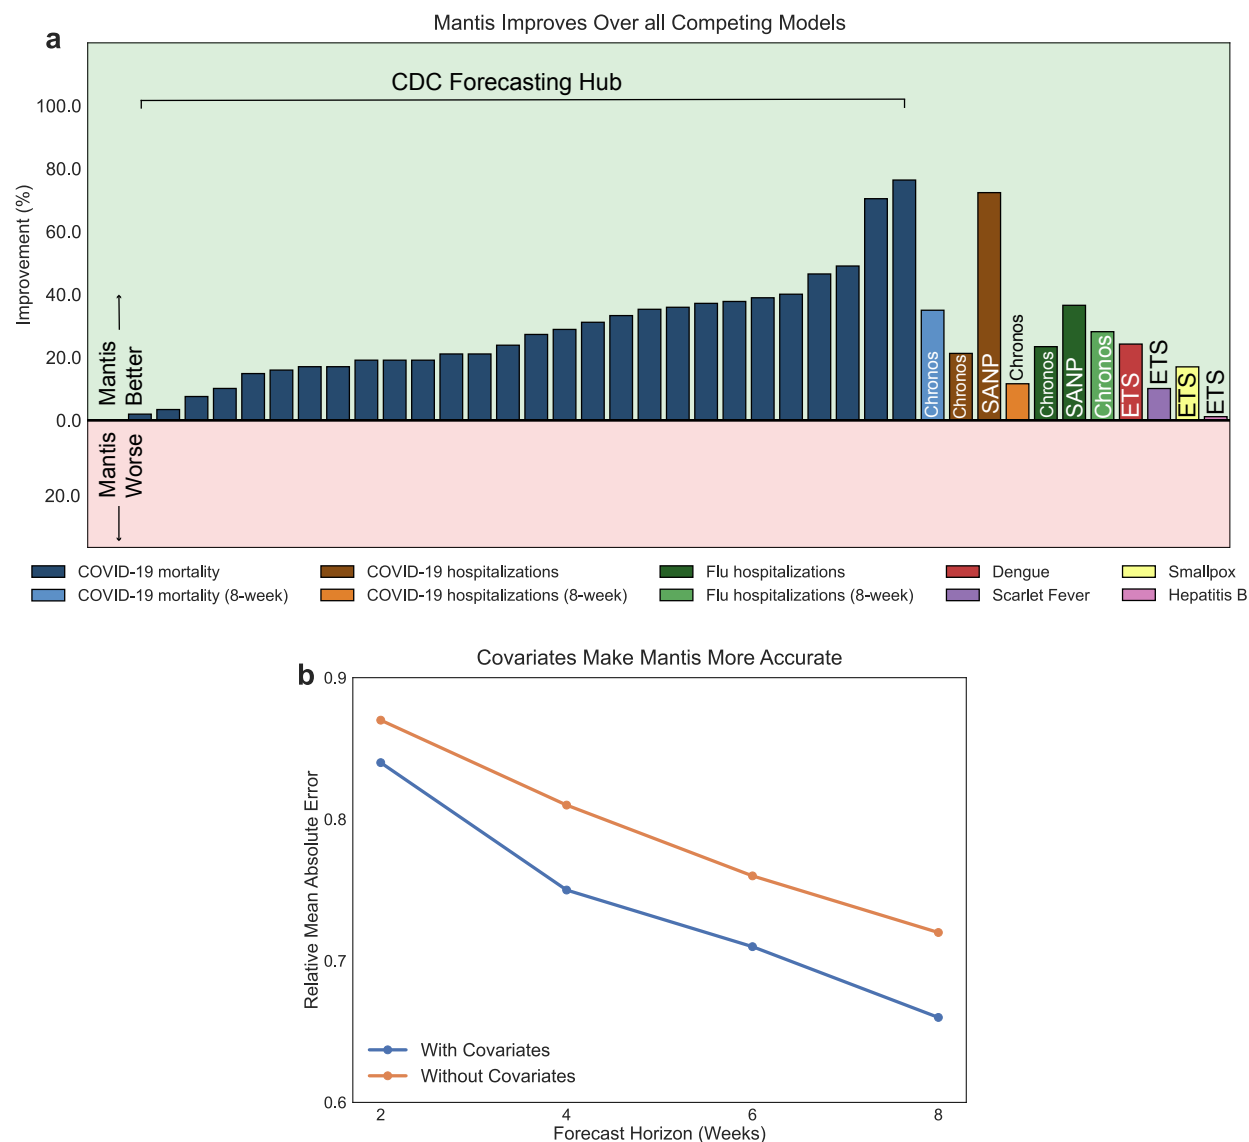 Mantis Improves Over all Competing Models
a
CDC Forecasting Hub
100.0
80.0
60.0
40.0
20.0
0.0
20.0
Improvement (%)
Mantis
Better
Mantis
Worse
Chronos
Chronos
SANP
Chronos
Chronos
SANP
Chronos
ETS
ETS
ETS
ETS
COVID-19 mortality
COVID-19 hospitalizations
Flu hospitalizations
Dengue
Smallpox
COVID-19 mortality (8-week)
COVID-19 hospitalizations (8-week)
Flu hospitalizations (8-week)
Scarlet Fever
Hepatitis B
Covariates Make Mantis More Accurate
b
0.9
0.8
0.7
0.6
Relative Mean Absolute Error
With Covariates
Without Covariates
2
4
6
8
Forecast Horizon (Weeks)